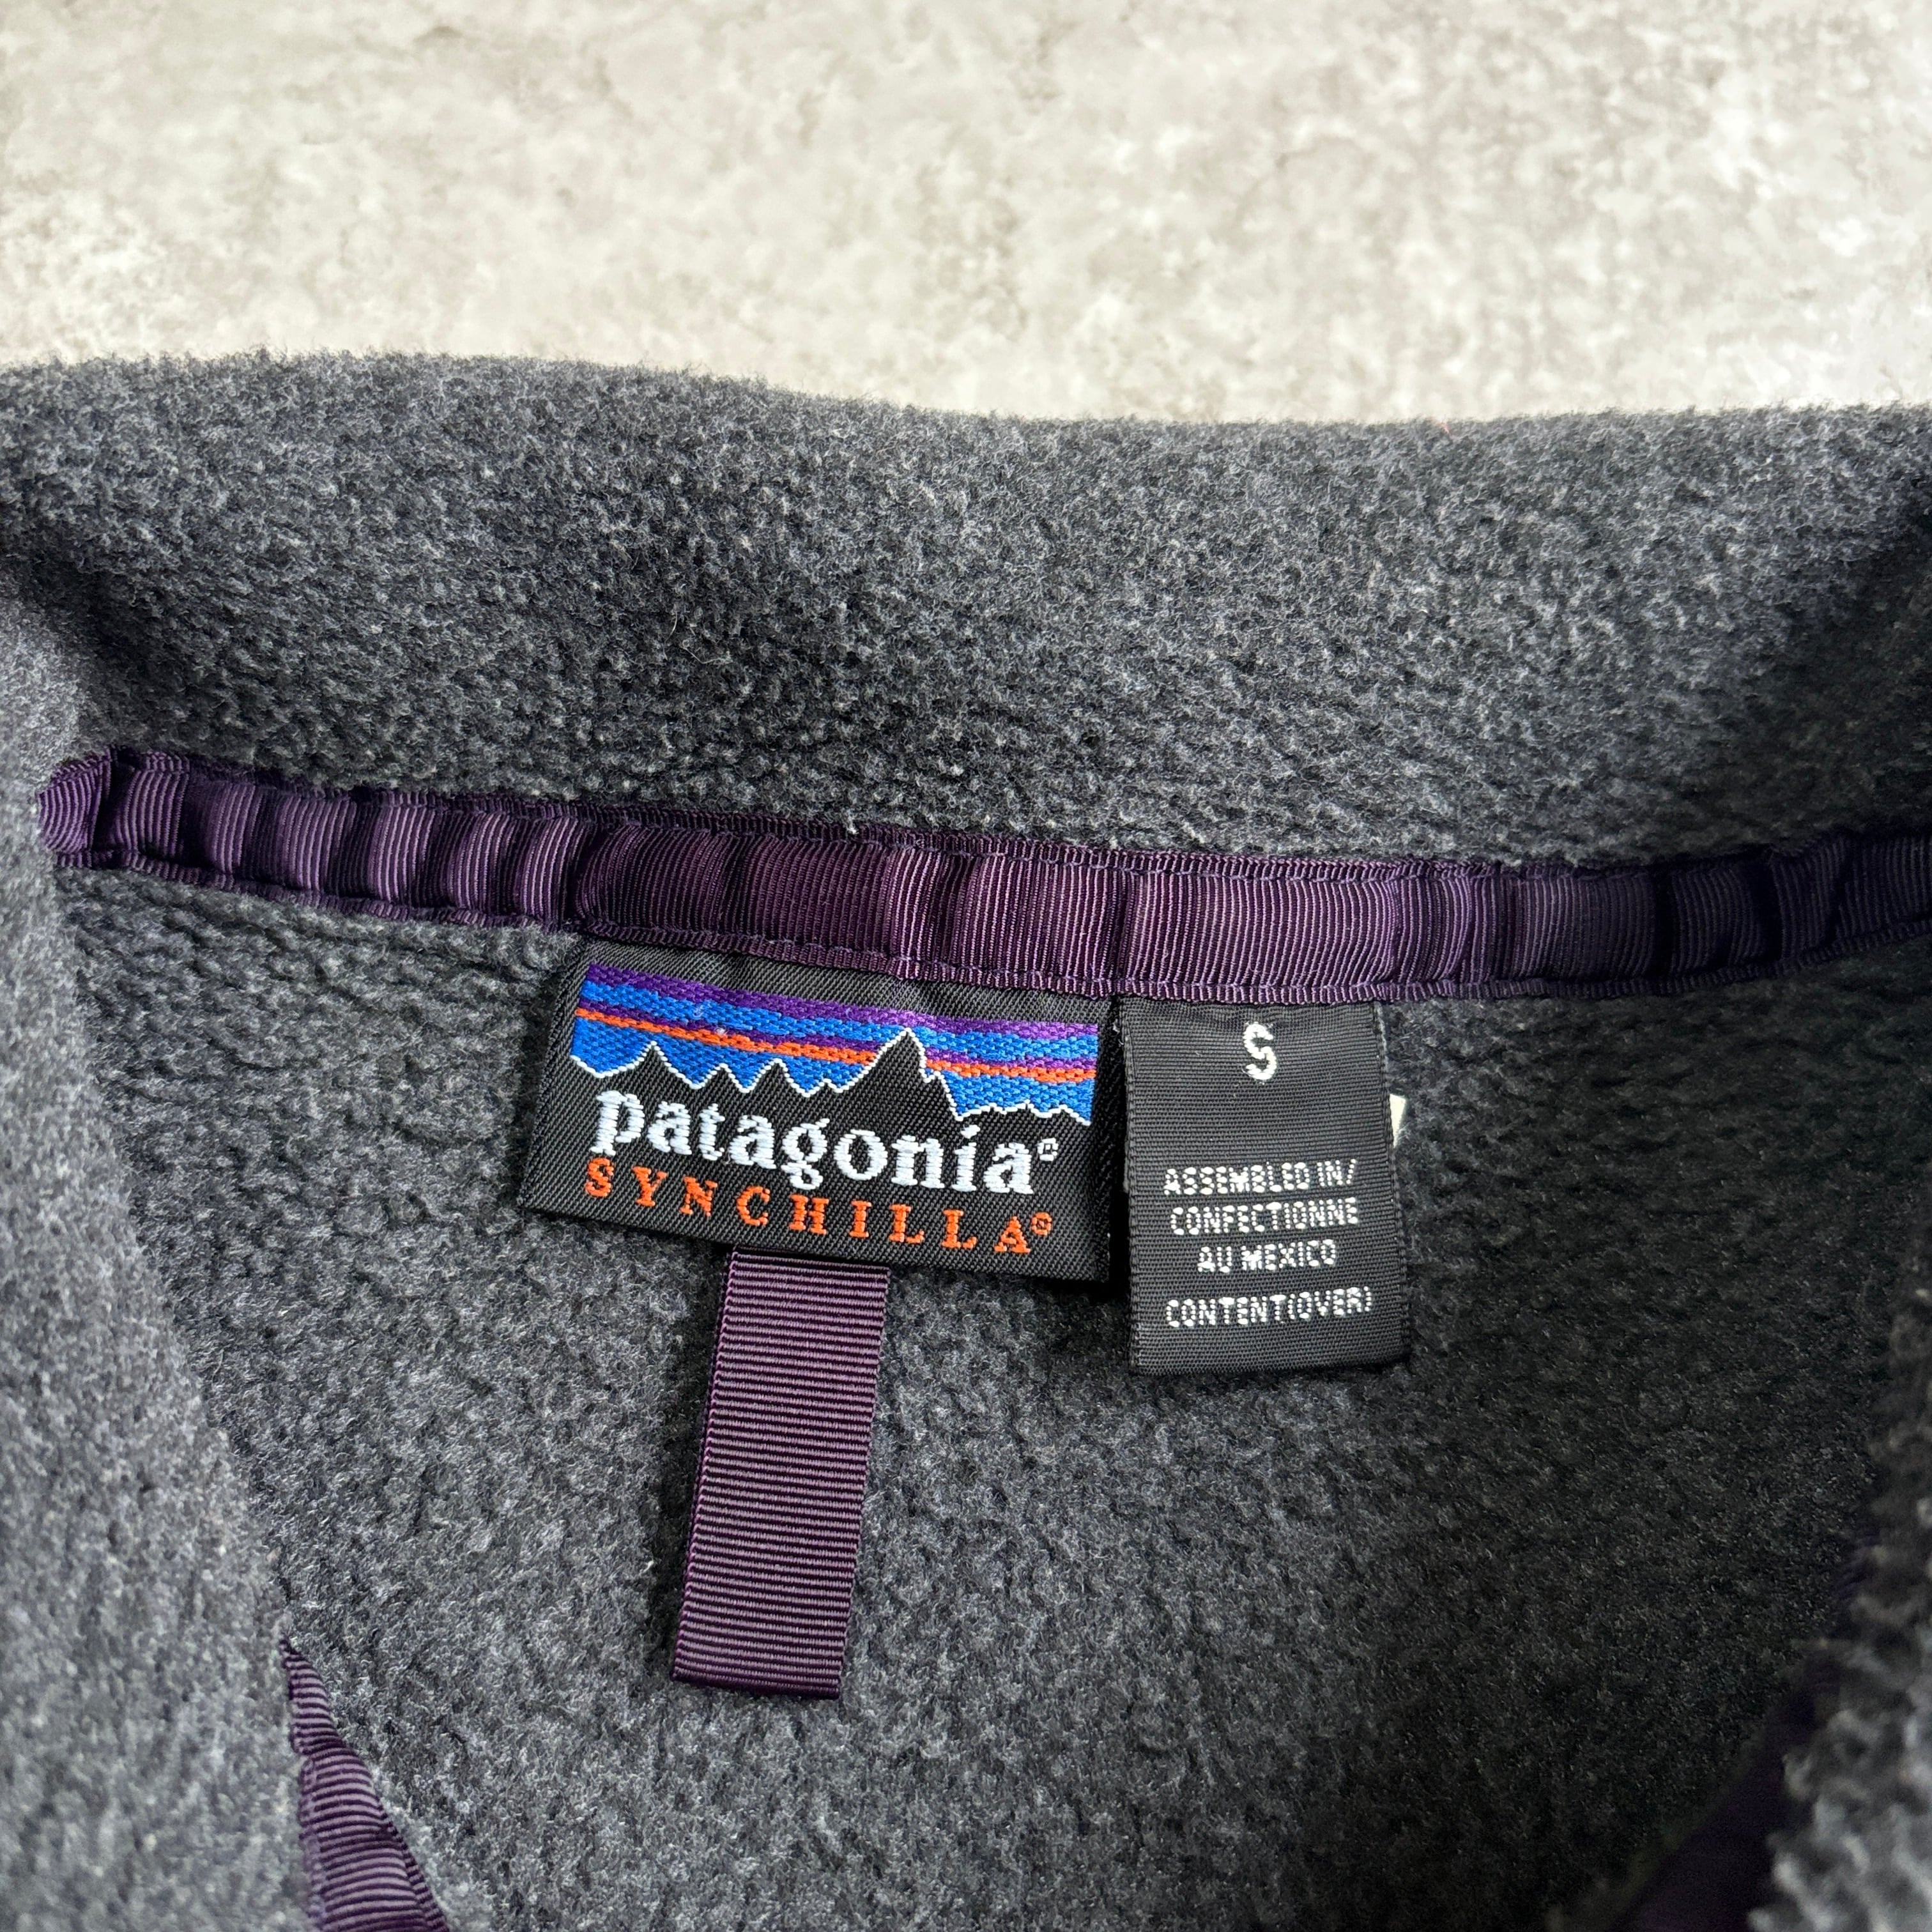 patagonia®
SYNCHILLA®
S
ASSEMBLED IN/
CONFECTIONNE
AU MEXICO
CONTENT(OVER)